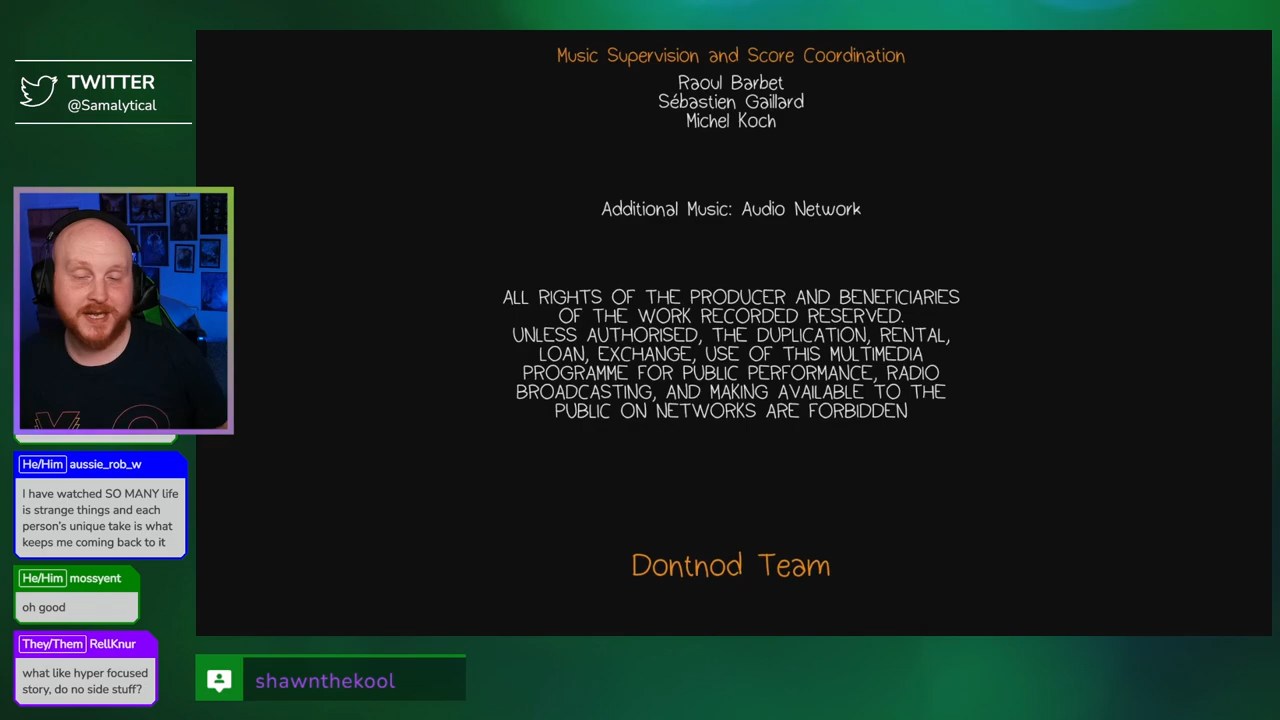 TWITTER
@Samalytical
He/Him aussie_rob_w
I have watched SO MANY life
is strange things and each
person's unique take is what
keeps me coming back to it
He/Him mossyent
oh good
They/Them RellKnur
what like hyper focused
story, do no side stuff?
Music Supervision and Score Coordination
Raoul Barbet
Sébastien Gaillard
Michel Koch
Additional Music: Audio Network
ALL RIGHTS OF THE PRODUCER AND BENEFICIARIES
OF THE WORK RECORDED RESERVED.
UNLESS AUTHORISED, THE DUPLICATION, RENTAL,
LOAN, EXCHANGE, USE OF THIS MULTIMEDIA
PROGRAMME FOR PUBLIC PERFORMANCE, RADIO
BROADCASTING, AND MAKING AVAILABLE TO THE
PUBLIC ON NETWORKS ARE FORBIDDEN
Dontnod Team
shawnthekool